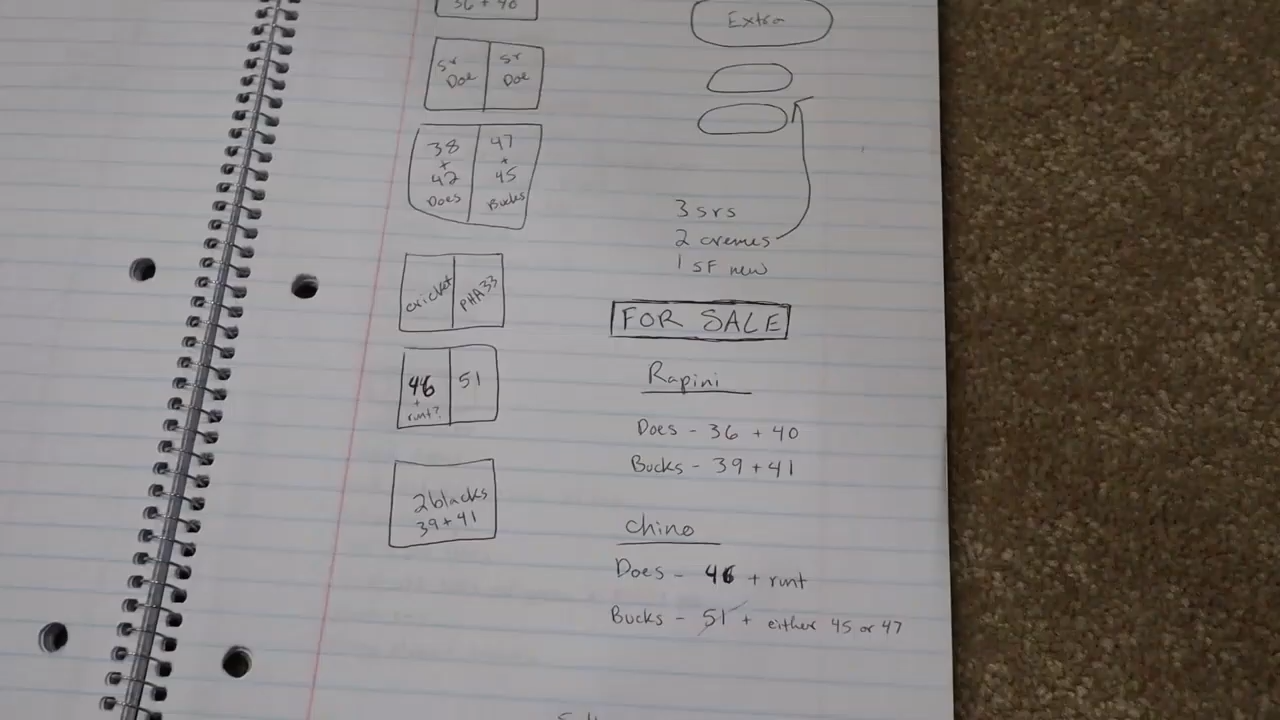 36 + 40
Sr Doe
Sr Doe
38 + 42 Does
47 + 45 Bucks
cricket
PHA33
46 + runt?
51
2 blacks
39 + 41
Extra
3 srs
2 cremes
1 SF new
FOR SALE
Rapini
Does - 36 + 40
Bucks - 39 + 41
Chino
Does - 46 + runt
Bucks - 51 + either 45 or 47